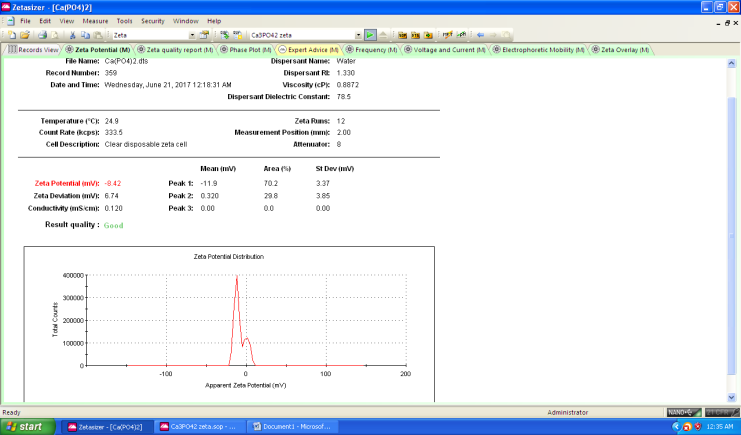 Zetasizer - [Ca(PO4)2]
File Edit View Measure Tools Security Window Help
Zeta Ca3PO42 zeta
Records View Zeta Potential (M) Zeta quality report (M) Phase Plot (M) Expert Advice (M) Frequency (M) Voltage and Current (M) Electrophoretic Mobility (M) Zeta Overlay (M)
File Name: Ca(PO4)2.dts Dispersant Name: Water
Record Number: 359 Dispersant RI: 1.330
Date and Time: Wednesday, June 21, 2017 12:18:31 AM Viscosity (cP): 0.8872
Dispersant Dielectric Constant: 78.5
Temperature (°C): 24.9 Zeta Runs: 12
Count Rate (kcps): 333.5 Measurement Position (mm): 2.00
Cell Description: Clear disposable zeta cell Attenuator: 8
Mean (mV) Area (%) St Dev (mV)
Zeta Potential (mV): -8.42 Peak 1: -11.9 70.2 3.37
Zeta Deviation (mV): 6.74 Peak 2: 0.320 29.8 3.85
Conductivity (mS/cm): 0.120 Peak 3: 0.00 0.0 0.00
Result quality : Good
Zeta Potential Distribution
400000
300000
200000
100000
0
Total Counts
-100 0 100 200
Apparent Zeta Potential (mV)
Ready Administrator NANO
start Zetasizer - [Ca(PO4)2] Ca3PO42 zeta.sop - ... Document1 - Microsof... 12:35 AM